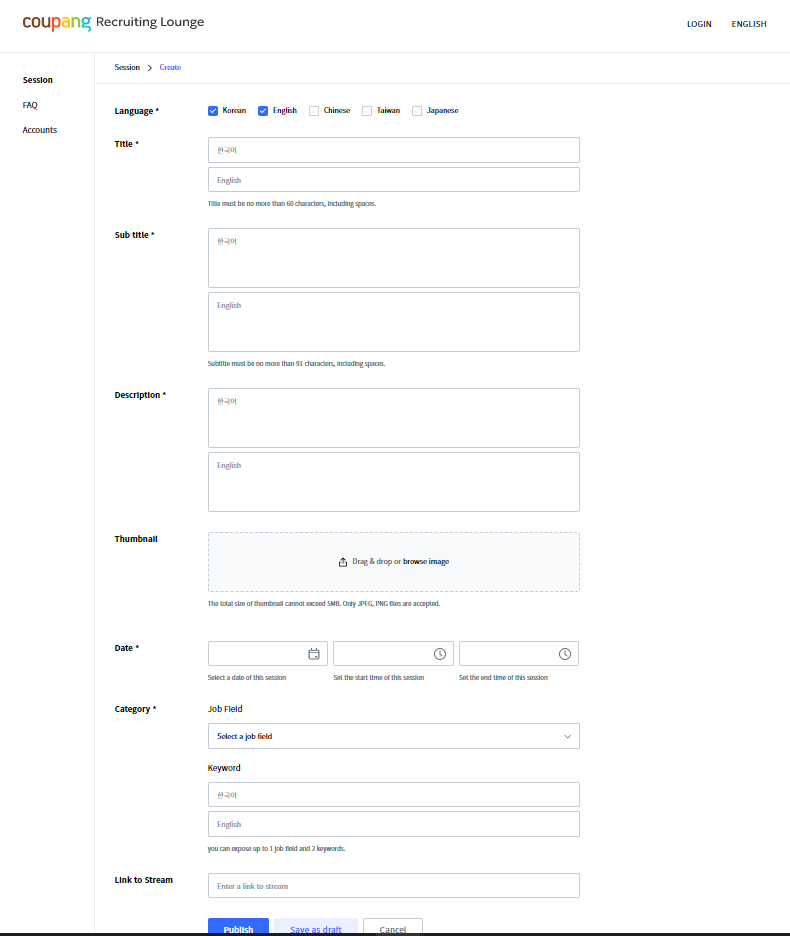 coupang Recruiting Lounge
LOGIN ENGLISH
Session
FAQ
Accounts
Session > Create
Language * Korean English Chinese Taiwan Japanese
Title *
한국어
English
Title must be no more than 60 characters, including spaces.
Sub title *
한국어
English
Subtitle must be no more than 91 characters, including spaces.
Description *
한국어
English
Thumbnail
Drag & drop or browse image
The total size of thumbnail cannot exceed 5MB. Only JPEG, PNG files are accepted.
Date *
Select a date of this session Set the start time of this session Set the end time of this session
Category * Job Field
Select a job field
Keyword
한국어
English
you can expose up to 1 job field and 2 keywords.
Link to Stream
Enter a link to stream
Publish Save as draft Cancel